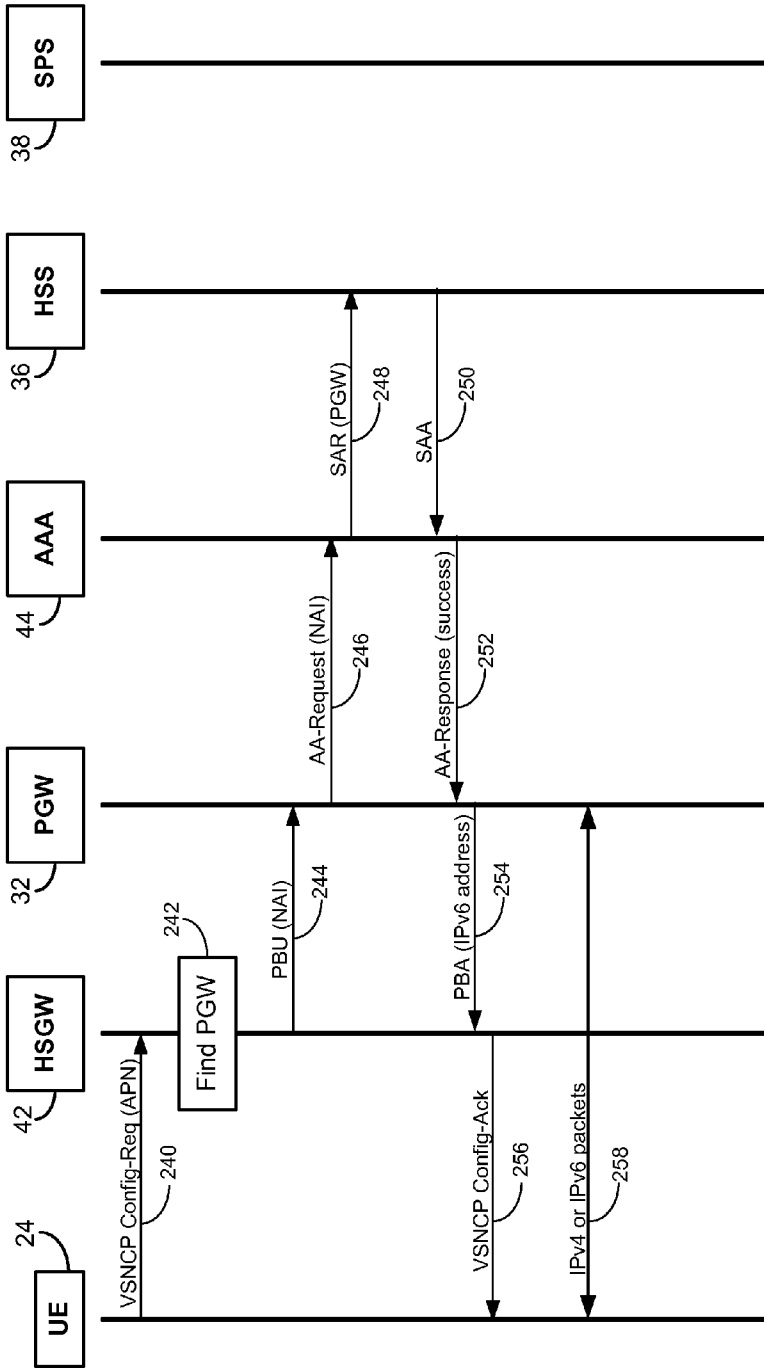 UE
24
HSGW
42
PGW
32
AAA
44
HSS
36
SPS
38
VSNCP Config-Req (APN)
240
Find PGW
242
PBU (NAI)
244
AA-Request (NAI)
246
SAR (PGW)
248
SAA
250
AA-Response (success)
252
PBA (IPv6 address)
254
VSNCP Config-Ack
256
IPv4 or IPv6 packets
258